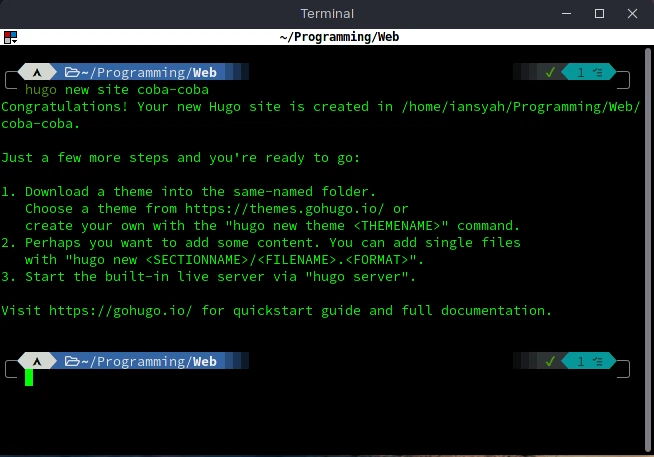 Terminal
~/Programming/Web
~/Programming/Web ✓ 1
hugo new site coba-coba
Congratulations! Your new Hugo site is created in /home/iansyah/Programming/Web/
coba-coba.
Just a few more steps and you're ready to go:
1. Download a theme into the same-named folder.
Choose a theme from https://themes.gohugo.io/ or
create your own with the "hugo new theme <THEMENAME>" command.
2. Perhaps you want to add some content. You can add single files
with "hugo new <SECTIONNAME>/<FILENAME>.<FORMAT>".
3. Start the built-in live server via "hugo server".
Visit https://gohugo.io/ for quickstart guide and full documentation.
~/Programming/Web ✓ 1